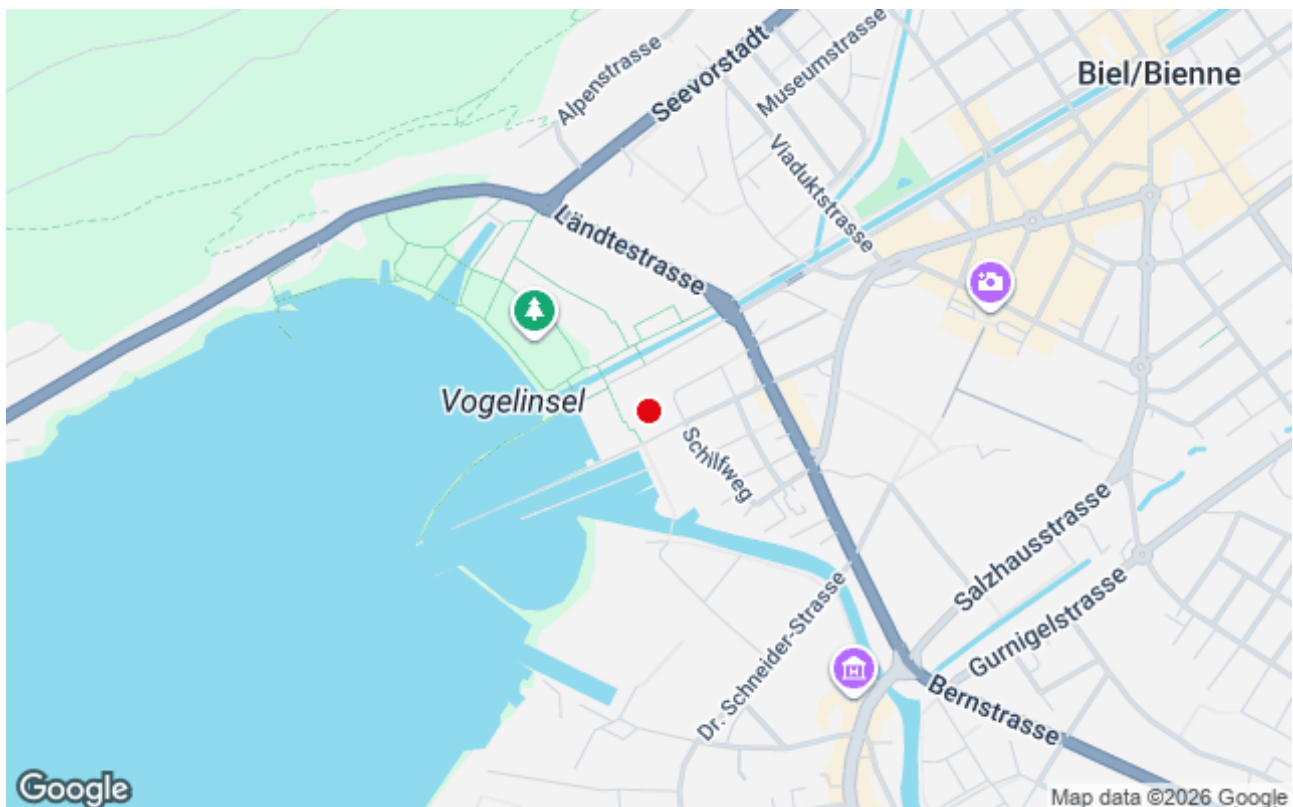 Alpenstrasse
Seevorstadt
Museumstrasse
Biel/Bienne
Viaduktstrasse
Ländtestrasse
Vogelinsel
Schilfweg
Salzhausstrasse
Gurnigelstrasse
Dr. Schneider-Strasse
Bernstrasse
Google
Map data ©2026 Google